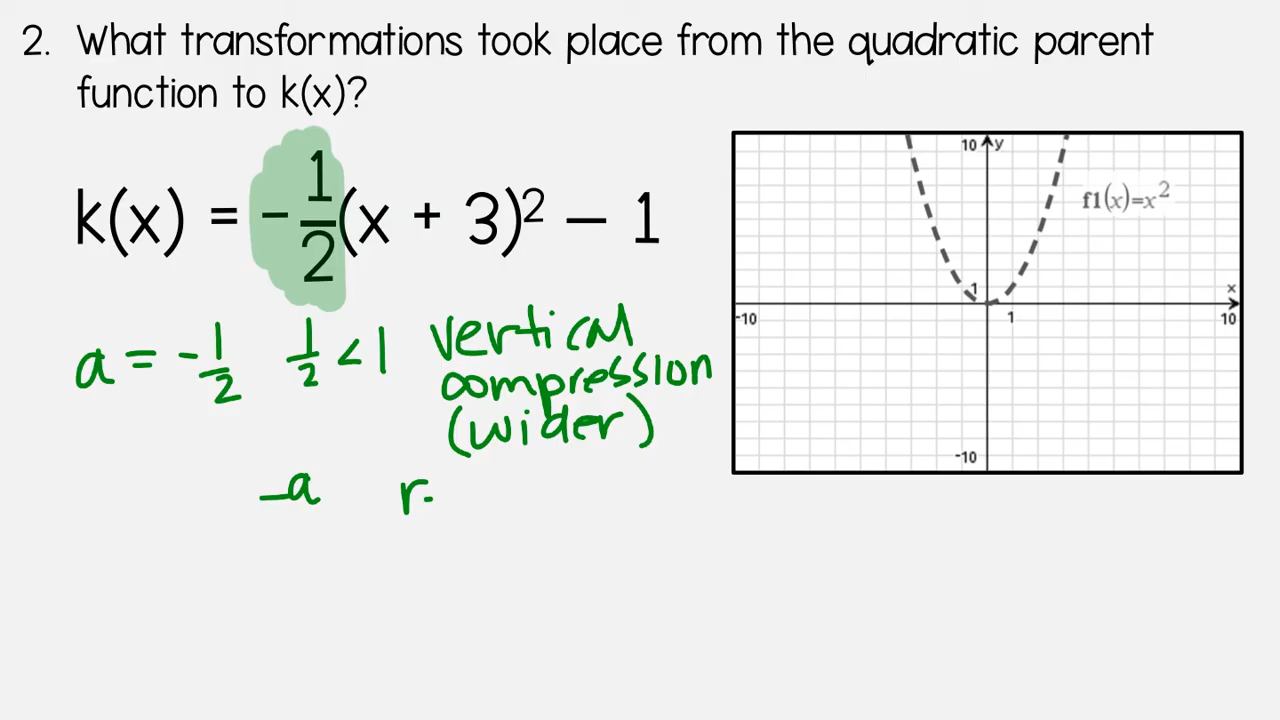 2. What transformations took place from the quadratic parent
function to k(x)?
k(x) = -1/2(x + 3)² – 1
10 y
f1(x)=x²
1
x
-10
1
10
-10
a = -1/2 1/2 < 1 vertical
compression
(wider)
-a r-